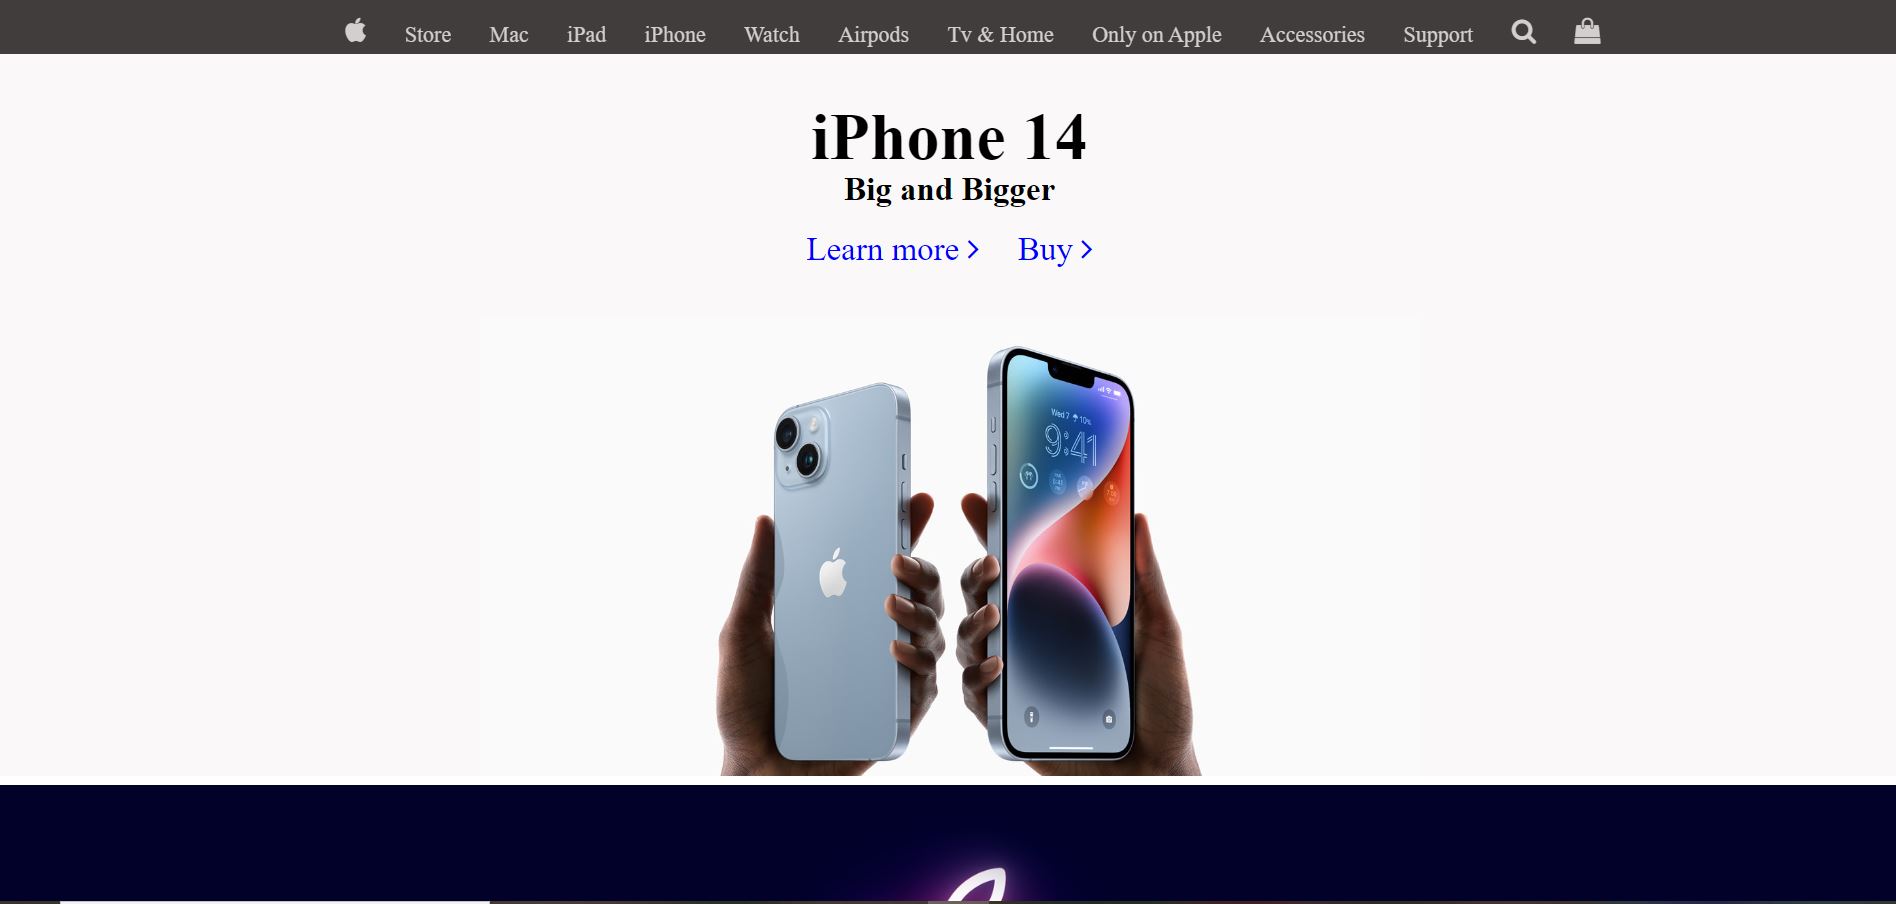 Store Mac iPad iPhone Watch Airpods Tv & Home Only on Apple Accessories Support
iPhone 14
Big and Bigger
Learn more > Buy >
Wed 7 10%
9:41